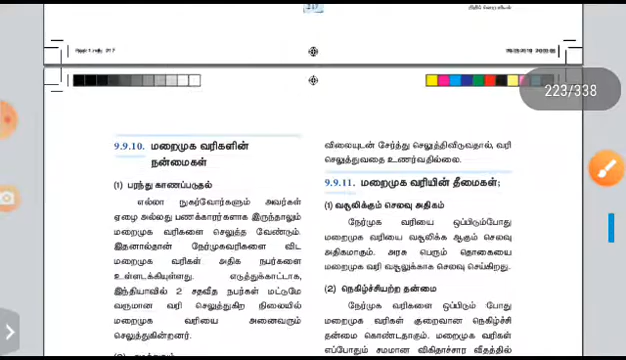 217
223/338
9.9.10. மறைமுக வரிகளின்
நன்மைகள்
(1) பரந்து காணப்படுதல்
எல்லா நுகர்வோர்களும் அவர்கள்
ஏழை அல்லது பணக்காரர்களாக இருந்தாலும்
மறைமுக வரிகளை செலுத்த வேண்டும்.
இதனால்தான் நேர்முகவரிகளை விட
மறைமுக வரிகள் அதிக நபர்களை
உள்ளடக்கியுள்ளது. எடுத்துக்காட்டாக,
இந்தியாவில் 2 சதவீத நபர்கள் மட்டுமே
வருமான வரி செலுத்துகிற நிலையில்
மறைமுக வரியை அனைவரும்
செலுத்துகின்றனர்.
விலையுடன் சேர்த்து செலுத்திவிடுவதால், வரி
செலுத்துவதை உணர்வதில்லை.
9.9.11. மறைமுக வரியின் தீமைகள்;
(1) வசூலிக்கும் செலவு அதிகம்
நேர்முக வரியை ஒப்பிடும்போது
மறைமுக வரியை வசூலிக்க ஆகும் செலவு
அதிகமாகும். அரசு பெரும் தொகையை
மறைமுக வரி வசூலுக்காக செலவு செய்கிறது.
(2) நெகிழ்ச்சியற்ற தன்மை
நேர்முக வரிகளை ஒப்பிடும் போது
மறைமுக வரிகள் குறைவான நெகிழ்ச்சி
தன்மை கொண்டதாகும். மறைமுக வரிகள்
எப்போதும் சமமான விகிதாச்சார வீதத்தில்